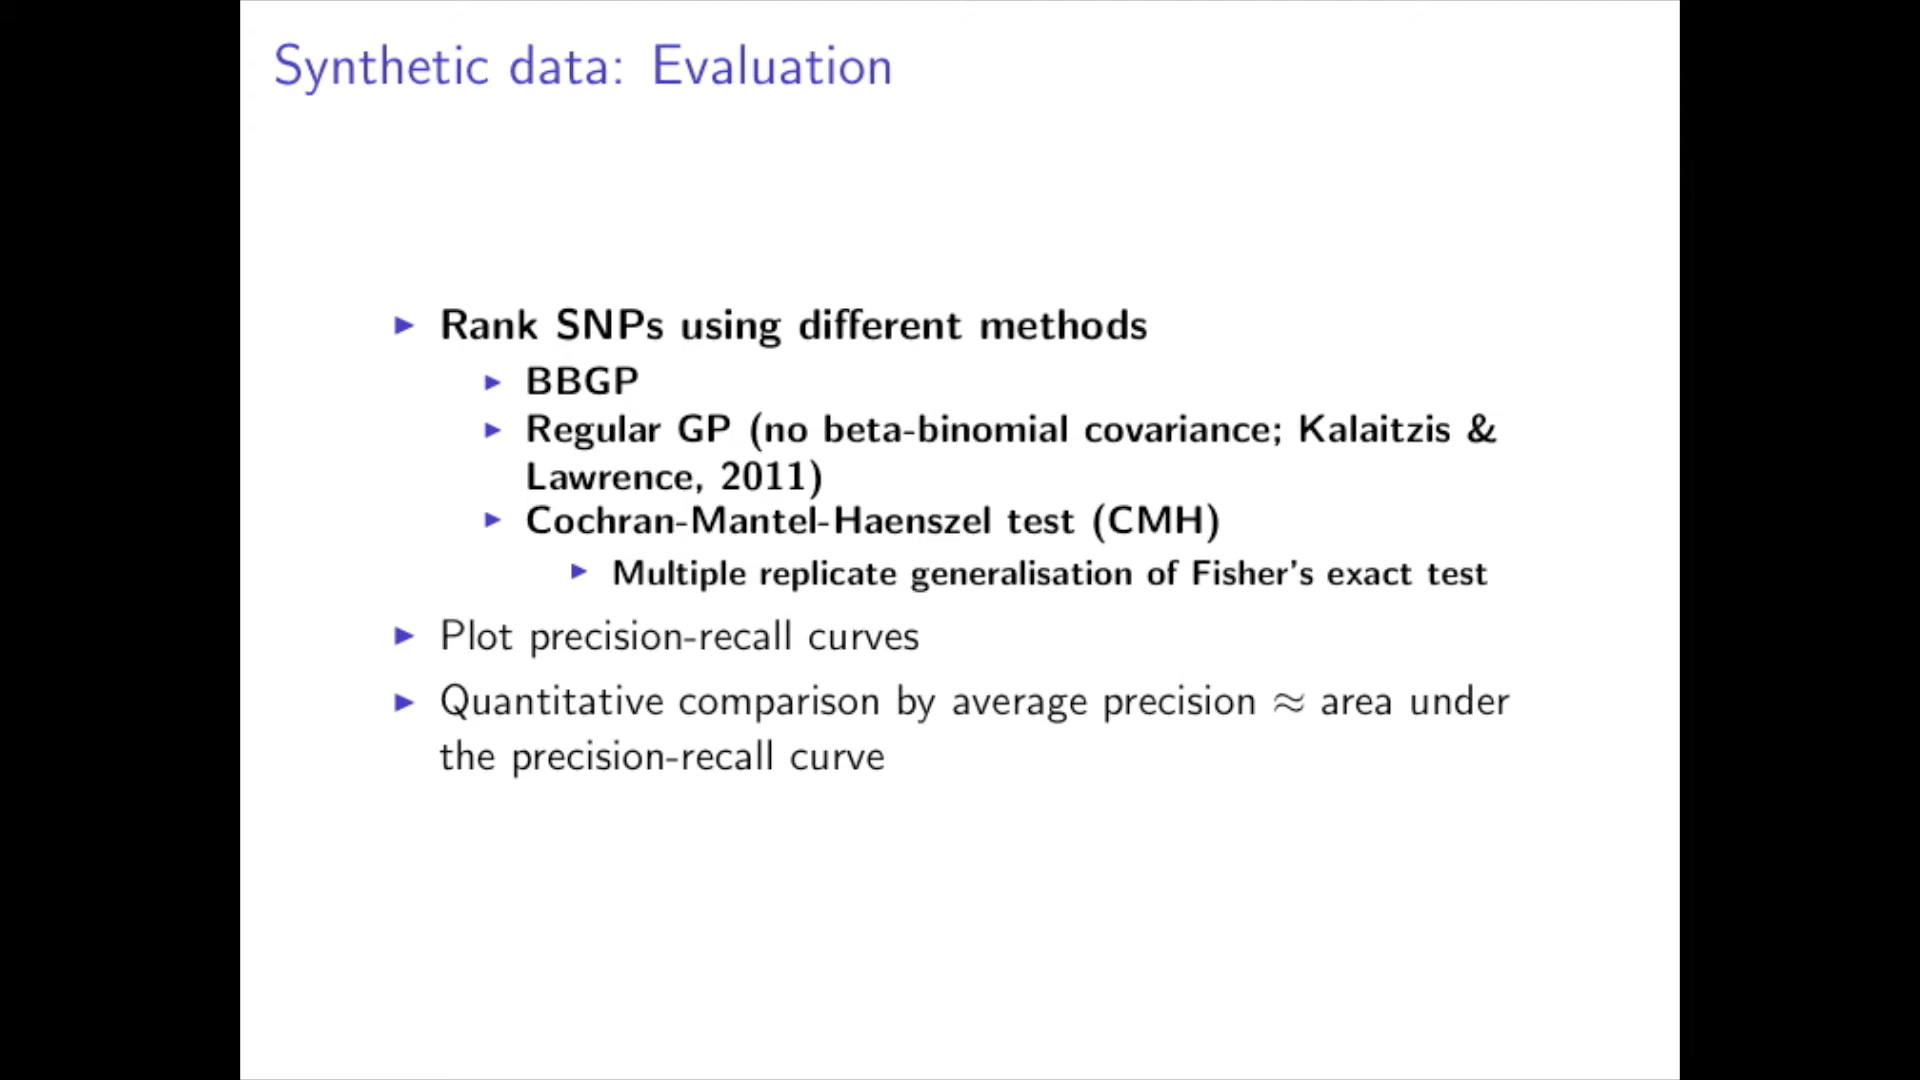 Synthetic data: Evaluation
Rank SNPs using different methods
BBGP
Regular GP (no beta-binomial covariance; Kalaitzis &
Lawrence, 2011)
Cochran-Mantel-Haenszel test (CMH)
Multiple replicate generalisation of Fisher's exact test
Plot precision-recall curves
Quantitative comparison by average precision ≈ area under
the precision-recall curve